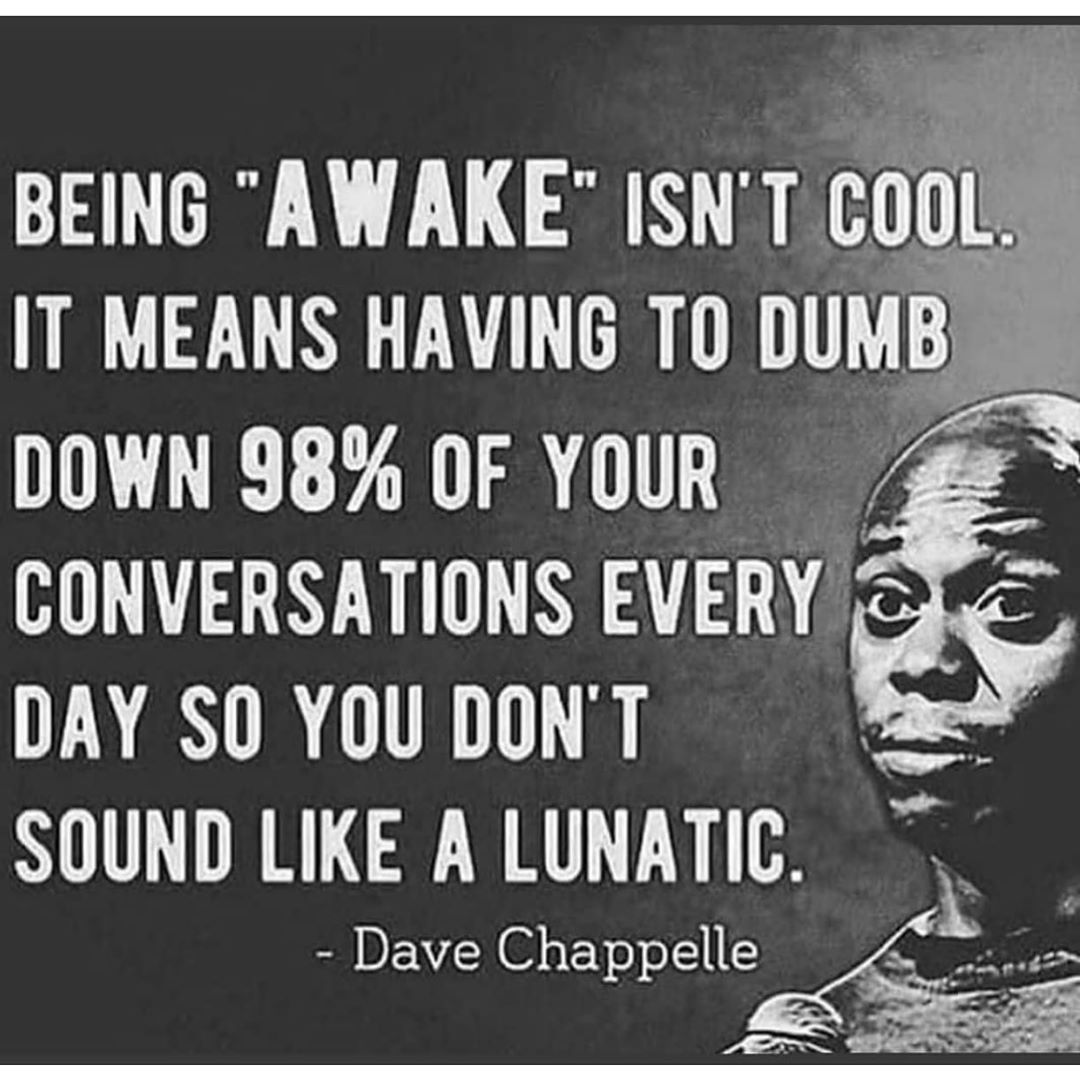 BEING "AWAKE" ISN'T COOL.
IT MEANS HAVING TO DUMB
DOWN 98% OF YOUR
CONVERSATIONS EVERY
DAY SO YOU DON'T
SOUND LIKE A LUNATIC.
- Dave Chappelle